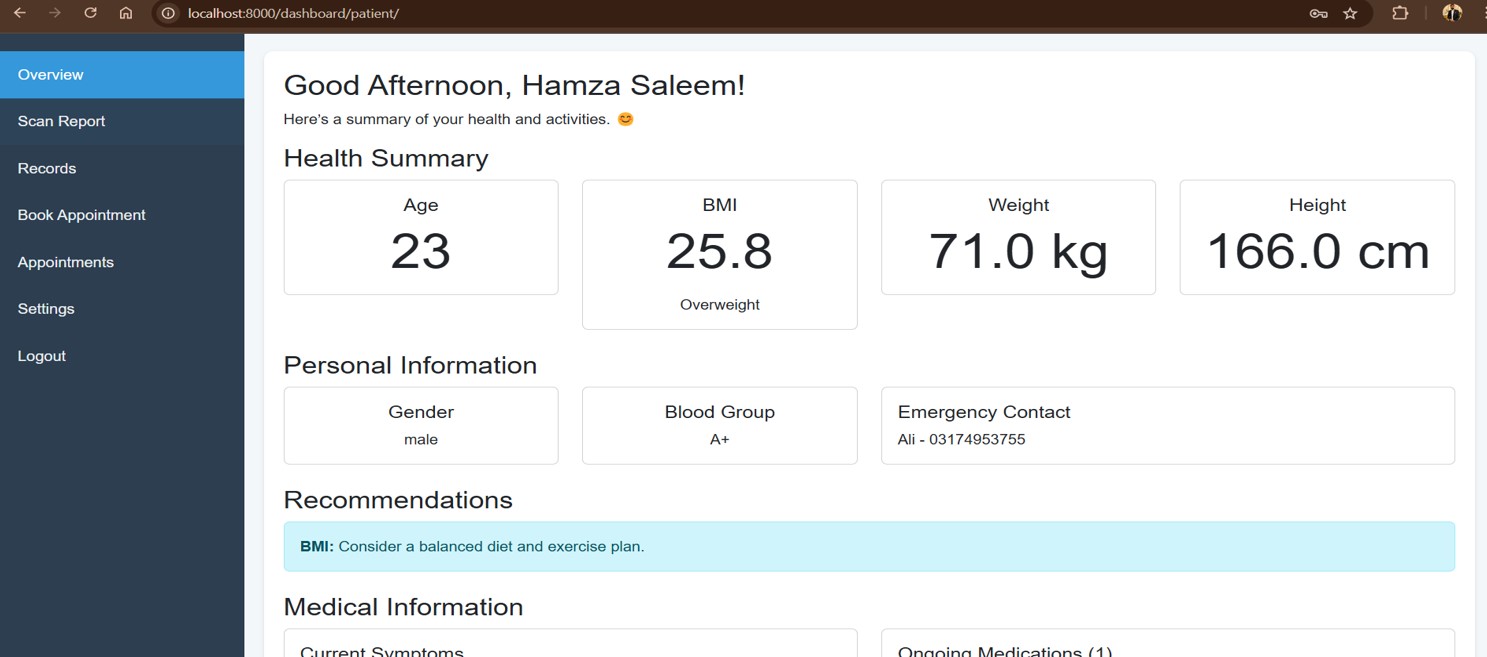 localhost:8000/dashboard/patient/
Overview
Scan Report
Records
Book Appointment
Appointments
Settings
Logout
Good Afternoon, Hamza Saleem!
Here's a summary of your health and activities. 😊
Health Summary
Age
23
BMI
25.8
Overweight
Weight
71.0 kg
Height
166.0 cm
Personal Information
Gender
male
Blood Group
A+
Emergency Contact
Ali - 03174953755
Recommendations
BMI: Consider a balanced diet and exercise plan.
Medical Information
Current Symptoms
Ongoing Medications (1)